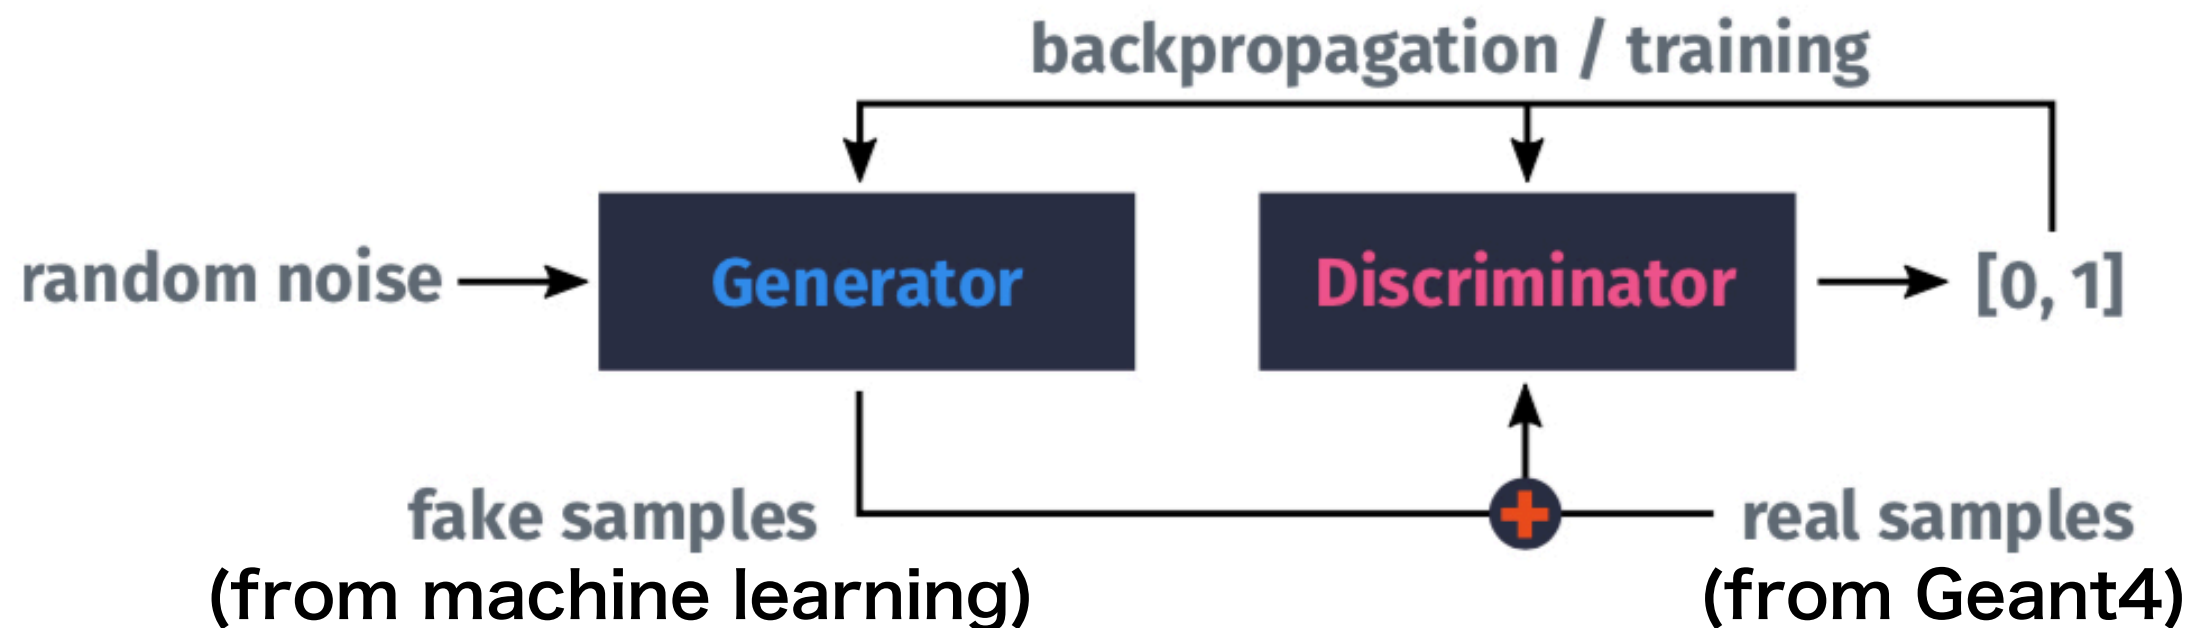 backpropagation / training
random noise
Generator
Discriminator
[0, 1]
fake samples
(from machine learning)
real samples
(from Geant4)